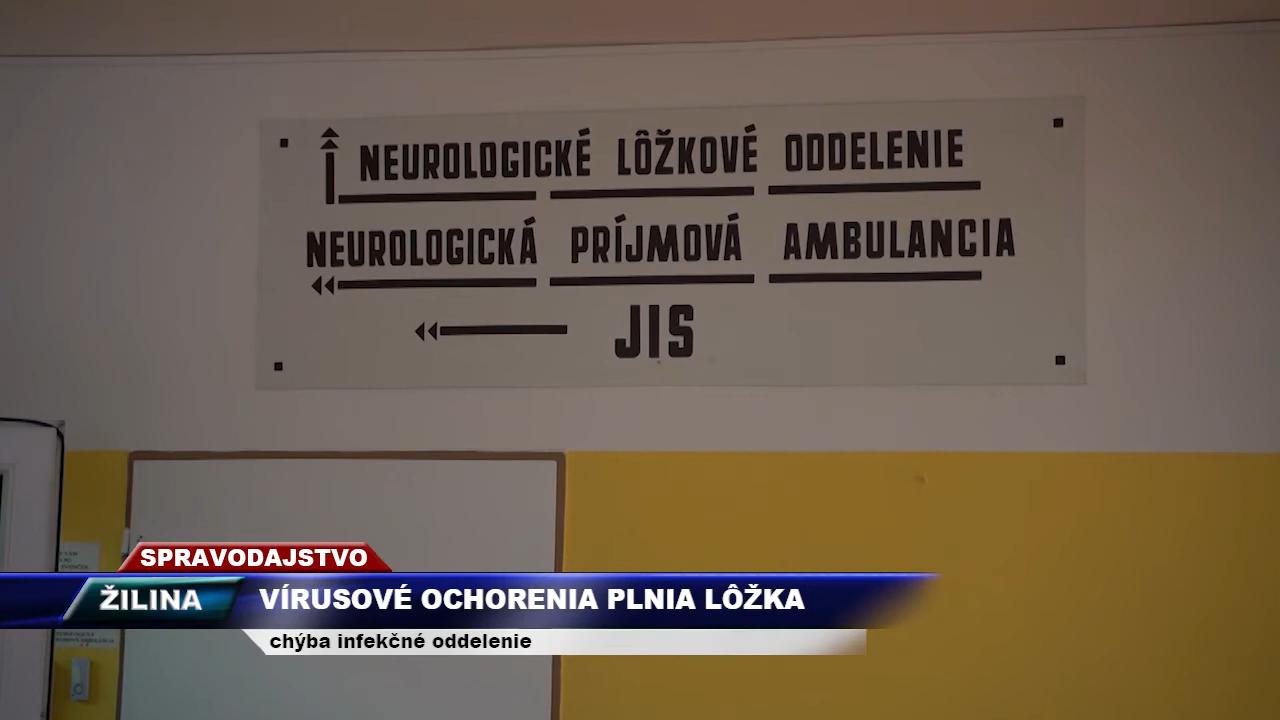 NEUROLOGICKÉ LÔŽKOVÉ ODDELENIE
NEUROLOGICKÁ PRÍJMOVÁ AMBULANCIA
JIS
SPRAVODAJSTVO
ŽILINA
VÍRUSOVÉ OCHORENIA PLNIA LÔŽKA
chýba infekčné oddelenie